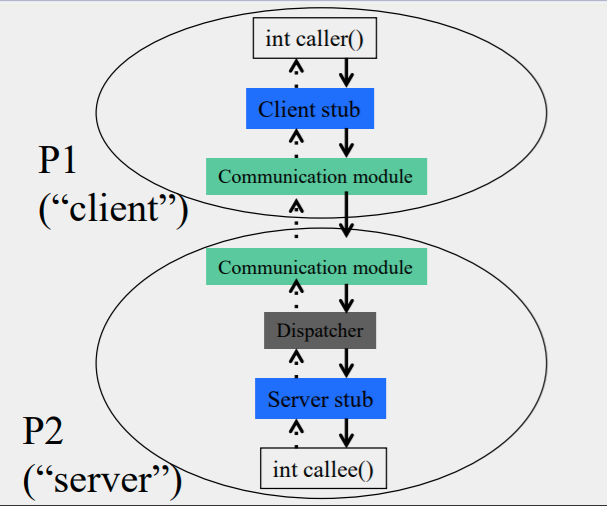 int caller()
Client stub
P1
(“client”)
Communication module
Communication module
Dispatcher
Server stub
P2
(“server”)
int callee()